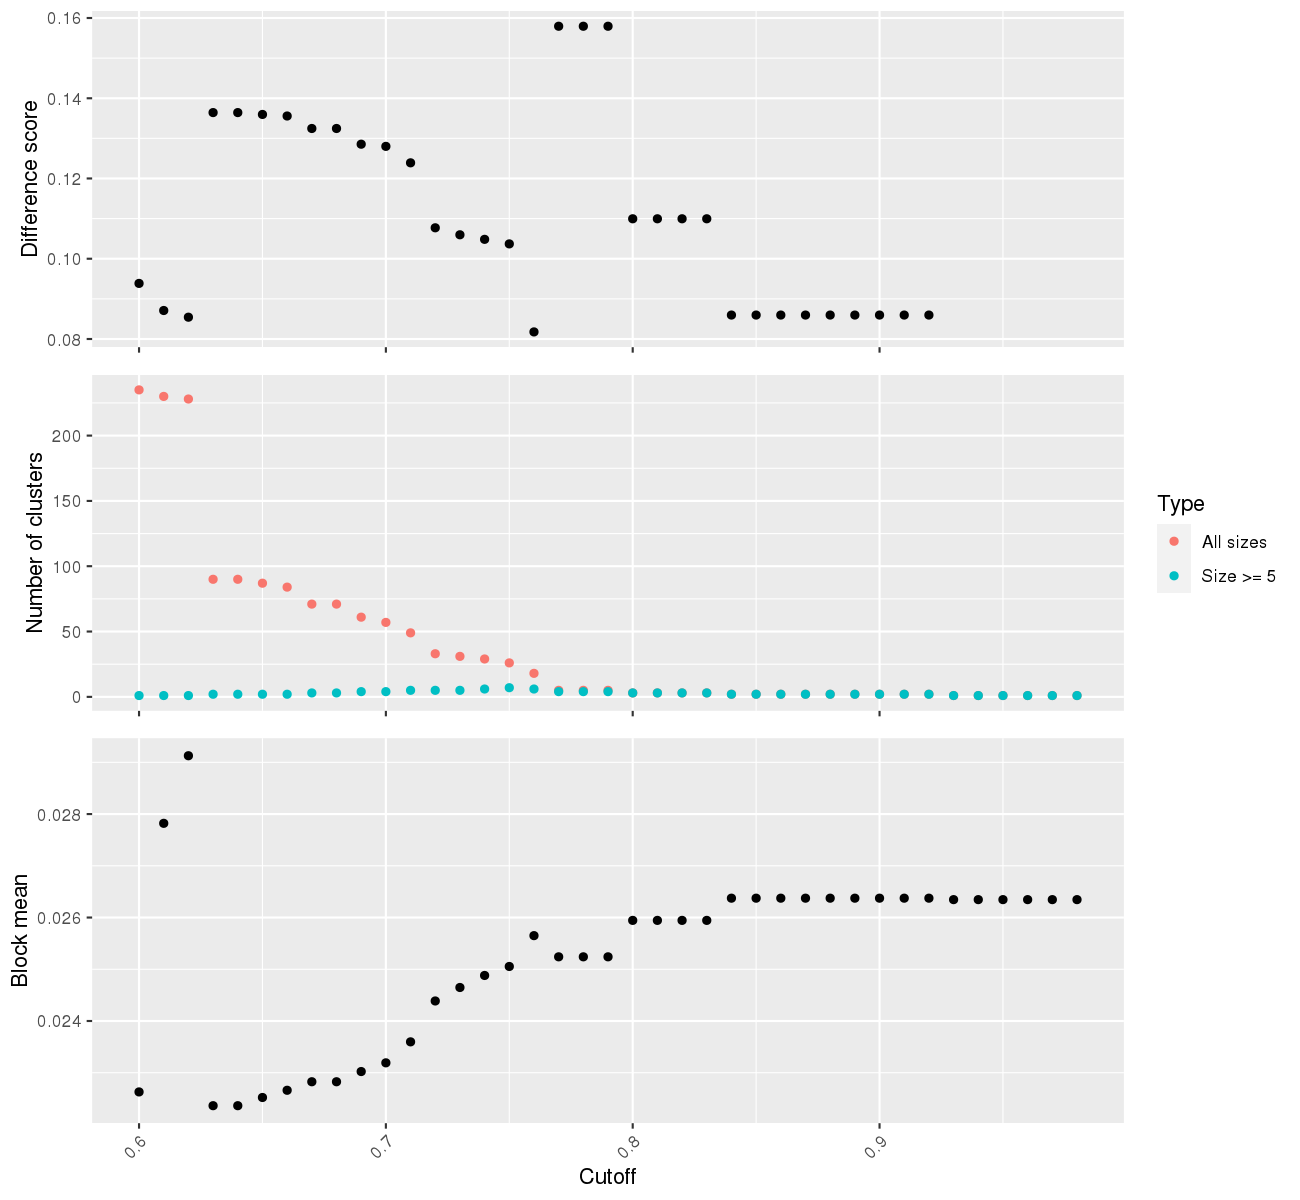 0.16
0.14
0.12
0.10
0.08
Difference score
200
150
100
50
0
Number of clusters
Type
All sizes
Size >= 5
0.028
0.026
0.024
Block mean
0.6
0.7
0.8
0.9
Cutoff